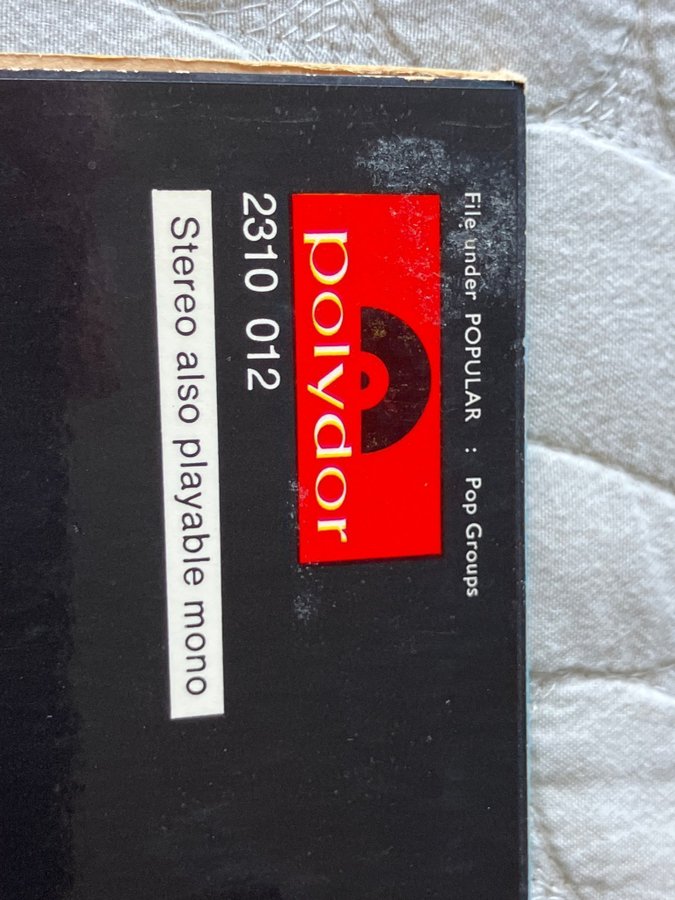 File under POPULAR : Pop Groups
polydor
2310 012
Stereo also playable mono